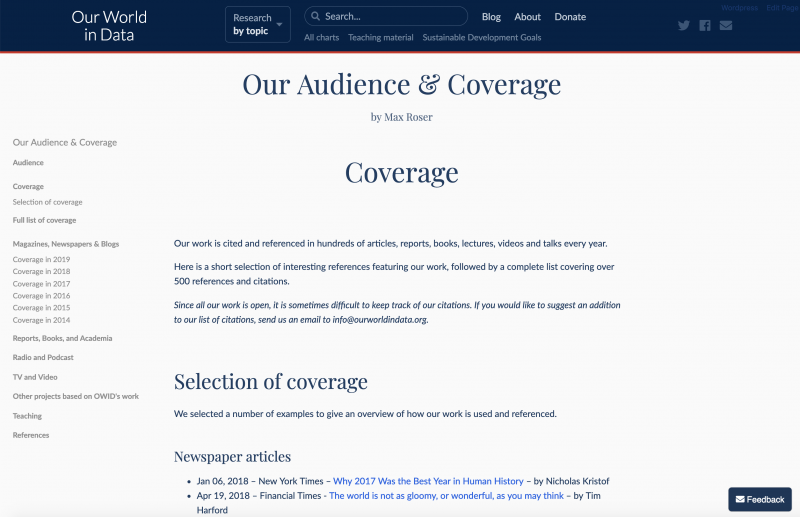 Our World
in Data
Research
by topic
Search...
Blog
About
Donate
All charts
Teaching material
Sustainable Development Goals
Wordpress
Edit Page
Our Audience & Coverage
by Max Roser
Our Audience & Coverage
Audience
Coverage
Selection of coverage
Full list of coverage
Magazines, Newspapers & Blogs
Coverage in 2019
Coverage in 2018
Coverage in 2017
Coverage in 2016
Coverage in 2015
Coverage in 2014
Reports, Books, and Academia
Radio and Podcast
TV and Video
Other projects based on OWID's work
Teaching
References
Coverage
Our work is cited and referenced in hundreds of articles, reports, books, lectures, videos and talks every year.
Here is a short selection of interesting references featuring our work, followed by a complete list covering over
500 references and citations.
Since all our work is open, it is sometimes difficult to keep track of our citations. If you would like to suggest an addition
to our list of citations, send us an email to info@ourworldindata.org.
Selection of coverage
We selected a number of examples to give an overview of how our work is used and referenced.
Newspaper articles
• Jan 06, 2018 – New York Times – Why 2017 Was the Best Year in Human History – by Nicholas Kristof
• Apr 19, 2018 – Financial Times - The world is not as gloomy, or wonderful, as you may think – by Tim
Harford
Feedback